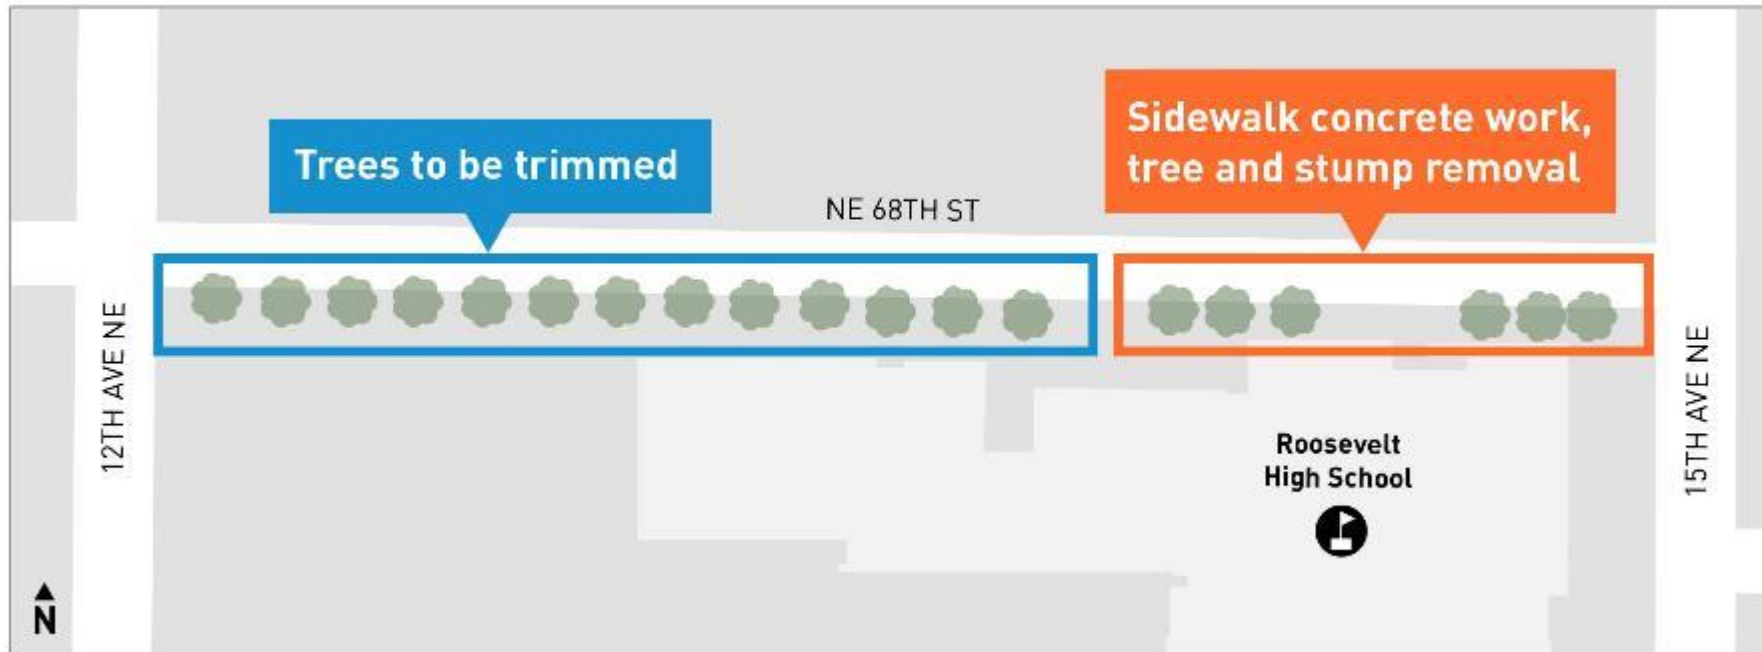 Trees to be trimmed
Sidewalk concrete work,
tree and stump removal
NE 68TH ST
12TH AVE NE
15TH AVE NE
Roosevelt
High School
N